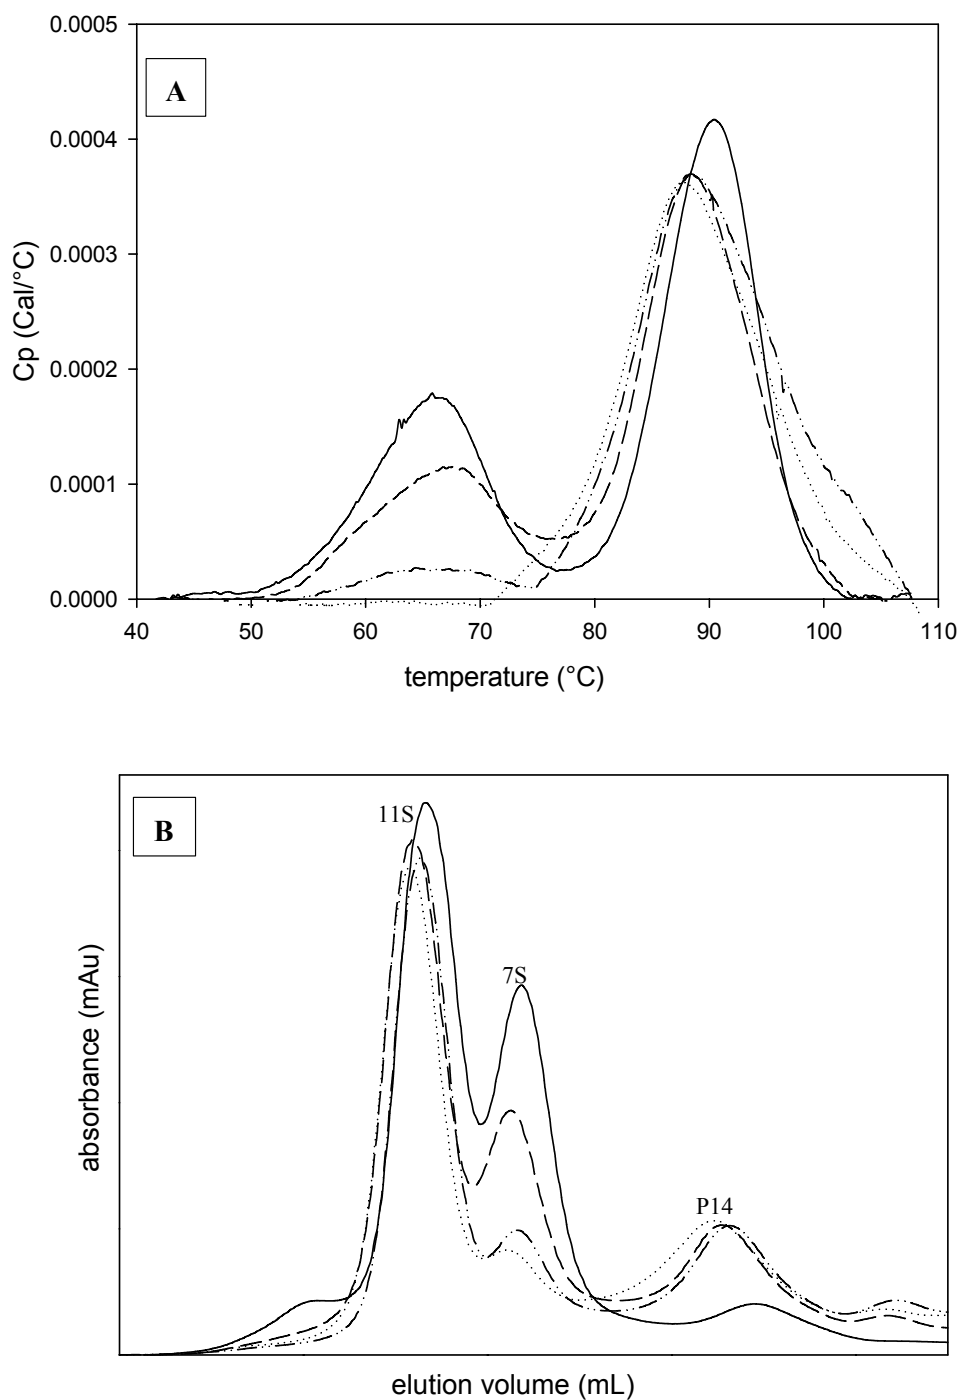 0.0005
A
0.0004
0.0003
Cp (Cal/°C)
0.0002
0.0001
0.0000
40 50 60 70 80 90 100 110
temperature (°C)
B
11S
7S
absorbance (mAu)
P14
elution volume (mL)